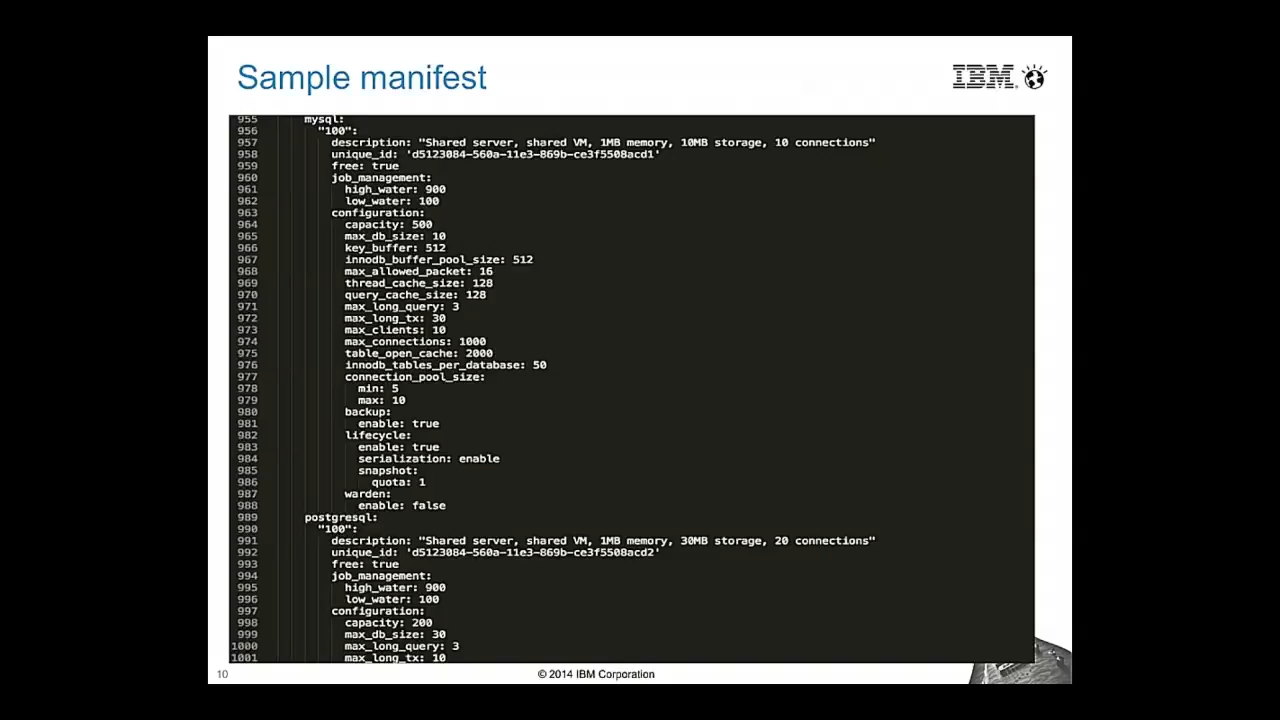 Sample manifest
IBM
955 mysql:
956 "100":
957 description: "Shared server, shared VM, 1MB memory, 10MB storage, 10 connections"
958 unique_id: 'd5123084-560a-11e3-869b-ce3f5508acd1'
959 free: true
960 job_management:
961 high_water: 900
962 low_water: 100
963 configuration:
964 capacity: 500
965 max_db_size: 10
966 key_buffer: 512
967 innodb_buffer_pool_size: 512
968 max_allowed_packet: 16
969 thread_cache_size: 128
970 query_cache_size: 128
971 max_long_query: 3
972 max_long_tx: 30
973 max_clients: 10
974 max_connections: 1000
975 table_open_cache: 2000
976 innodb_tables_per_database: 50
977 connection_pool_size:
978 min: 5
979 max: 10
980 backup:
981 enable: true
982 lifecycle:
983 enable: true
984 serialization: enable
985 snapshot:
986 quota: 1
987 warden:
988 enable: false
989 postgresql:
990 "100":
991 description: "Shared server, shared VM, 1MB memory, 30MB storage, 20 connections"
992 unique_id: 'd5123084-560a-11e3-869b-ce3f5508acd2'
993 free: true
994 job_management:
995 high_water: 900
996 low_water: 100
997 configuration:
998 capacity: 200
999 max_db_size: 30
1000 max_long_query: 3
1001 max_long_tx: 10
10 © 2014 IBM Corporation